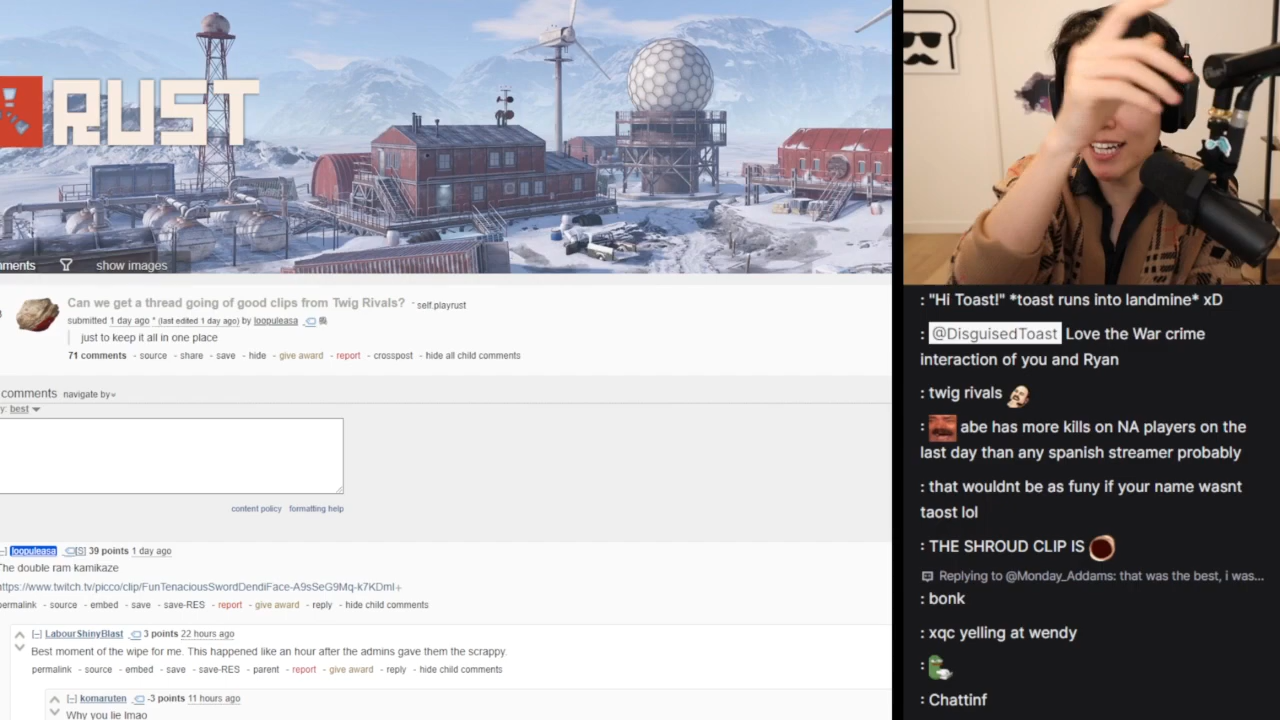 RUST
show images
Can we get a thread going of good clips from Twig Rivals? self.playrust
submitted 1 day ago * (last edited 1 day ago) by loopuleasa
just to keep it all in one place
71 comments - source - share - save - hide - give award - report - crosspost - hide all child comments
comments navigate by
best
content policy formatting help
[–] loopuleasa [S] 39 points 1 day ago
The double ram kamikaze
https://www.twitch.tv/picco/clip/FunTenaciousSwordDendiFace-A9sSeG9Mq-k7KDmI+
permalink - source - embed - save - save-RES - report - give award - reply - hide child comments
[–] LabourShinyBlast 3 points 22 hours ago
Best moment of the wipe for me. This happened like an hour after the admins gave them the scrappy.
permalink - source - embed - save - save-RES - parent - report - give award - reply - hide child comments
[–] komaruten -3 points 11 hours ago
Why you lie lmao
: "Hi Toast!" *toast runs into landmine* xD
: @DisguisedToast Love the War crime
interaction of you and Ryan
: twig rivals
: abe has more kills on NA players on the
last day than any spanish streamer probably
: that wouldnt be as funy if your name wasnt
taost lol
: THE SHROUD CLIP IS
Replying to @Monday_Addams: that was the best, i was...
: bonk
: xqc yelling at wendy
:
: Chattinf